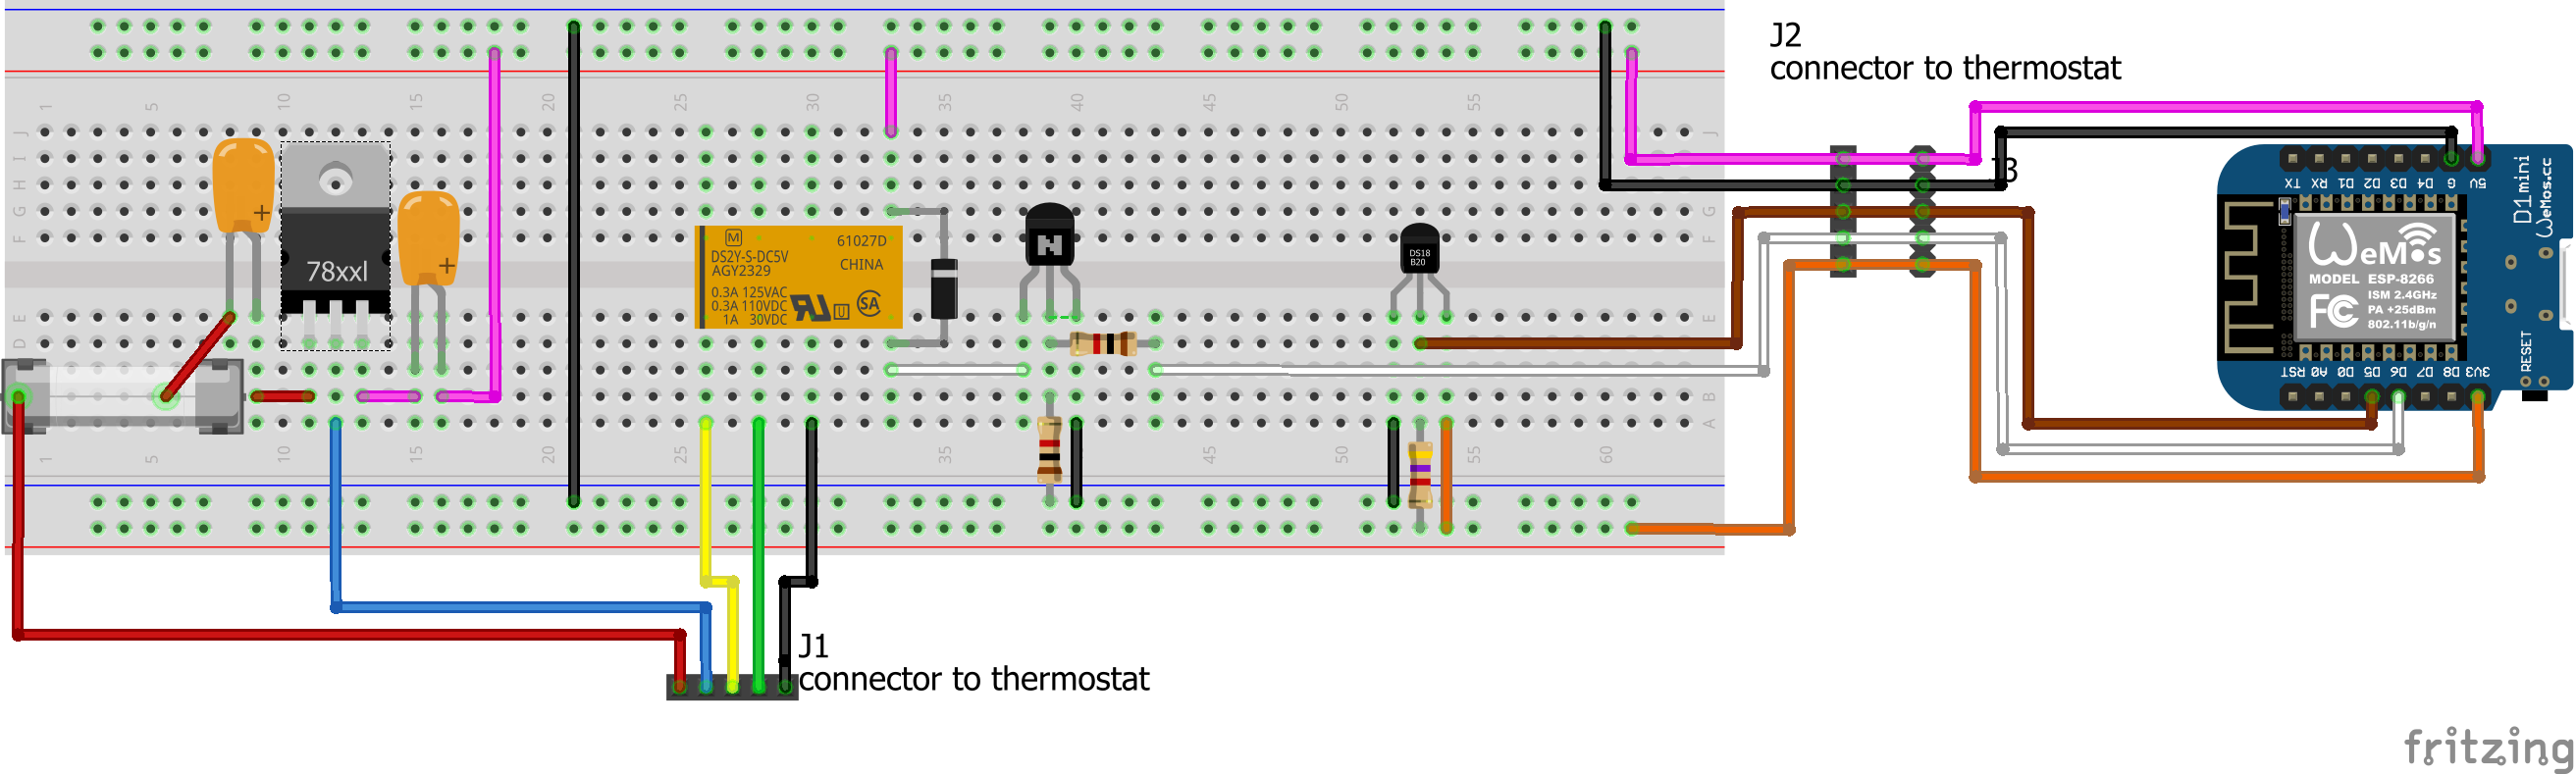 J2
connector to thermostat
1 5 10 15 20 25 30 35 40 45 50 55
J
I
H
G
F
E
D
B
A
J
G
F
E
B
A
78xxl
+
+
M
61027D
DS2Y-S-DC5V
AGY2329
CHINA
0.3A 125VAC
0.3A 110VDC
1A 30VDC
N
DS18
B20
J3
TX RX D1 D2 D3 D4 G 5V
D1 mini
WeMos.cc
WeMos
MODEL ESP-8266
FC
ISM 2.4GHz
PA +25dBm
802.11b/g/n
RESET
RST A0 D0 D5 D6 D7 D8 3V3
1 5 10 15 20 25 35 45 50 55 60
J1
connector to thermostat
fritzing